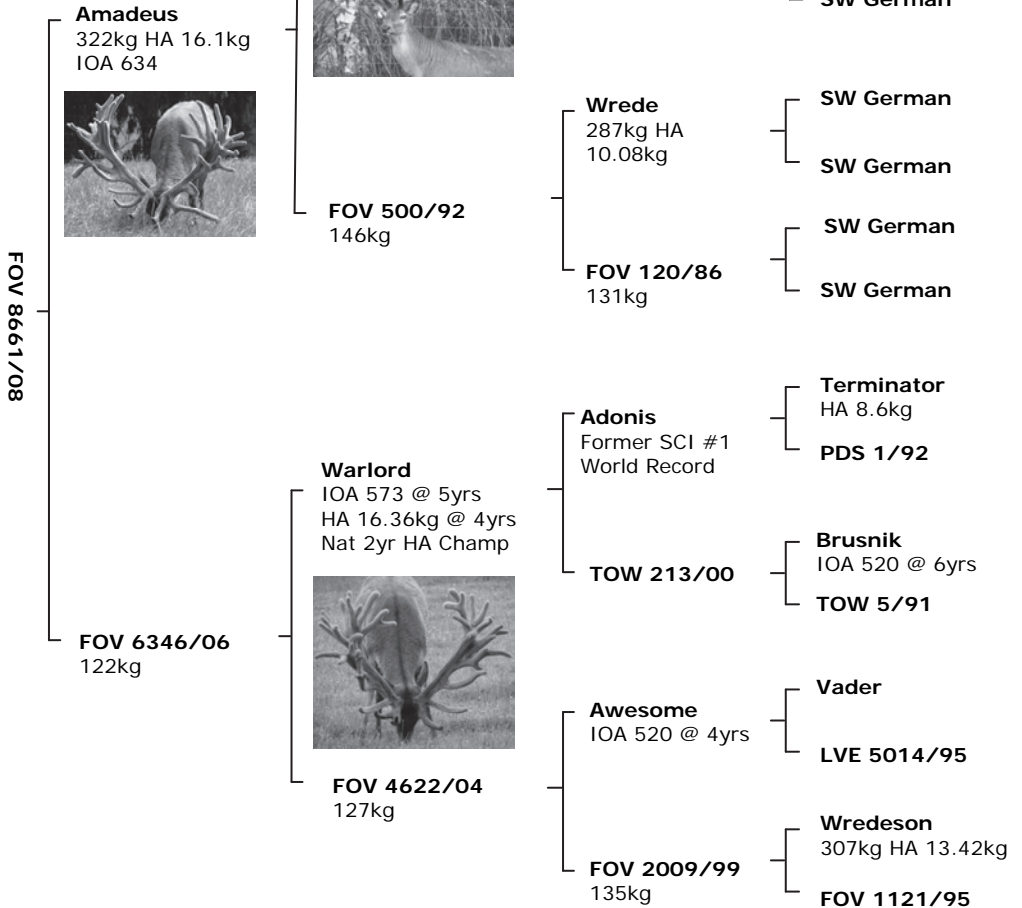 SW German
Amadeus
322kg HA 16.1kg
IOA 634
Wrede
287kg HA
10.08kg
SW German
SW German
FOV 500/92
146kg
SW German
FOV 120/86
131kg
SW German
FOV 8661/08
Terminator
HA 8.6kg
Adonis
Former SCI #1
World Record
PDS 1/92
Warlord
IOA 573 @ 5yrs
HA 16.36kg @ 4yrs
Nat 2yr HA Champ
Brusnik
IOA 520 @ 6yrs
TOW 213/00
TOW 5/91
FOV 6346/06
122kg
Vader
Awesome
IOA 520 @ 4yrs
LVE 5014/95
FOV 4622/04
127kg
Wredeson
307kg HA 13.42kg
FOV 2009/99
135kg
FOV 1121/95